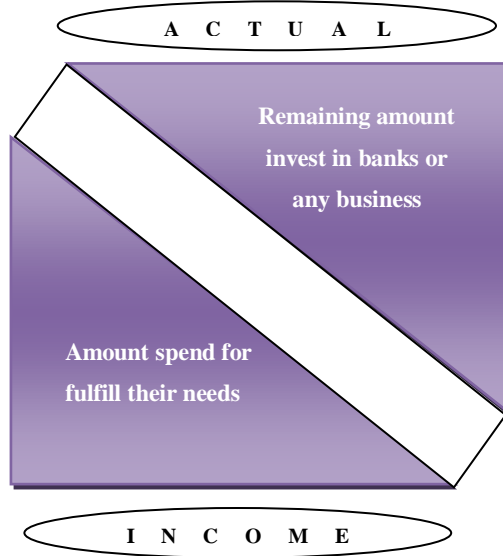 A C T U A L
Remaining amount
invest in banks or
any business
Amount spend for
fulfill their needs
I N C O M E